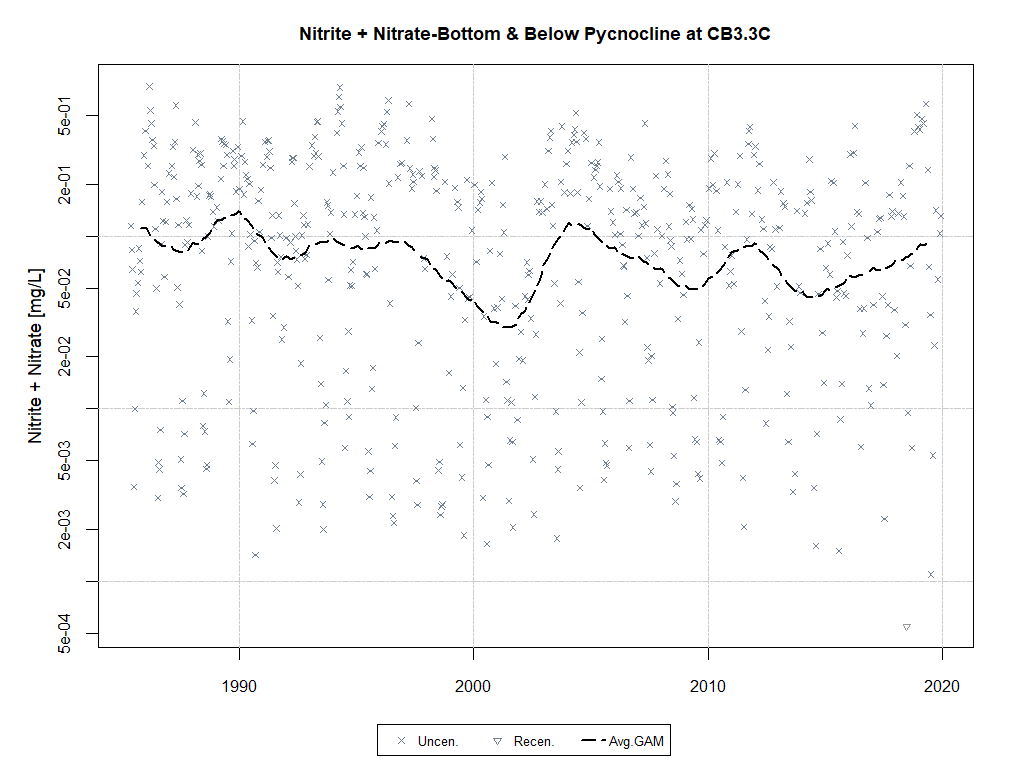 Nitrite + Nitrate-Bottom & Below Pycnocline at CB3.3C
Nitrite + Nitrate [mg/L]
5e-01
2e-01
5e-02
2e-02
5e-03
2e-03
5e-04
1990 2000 2010 2020
Uncen. Recen. Avg.GAM